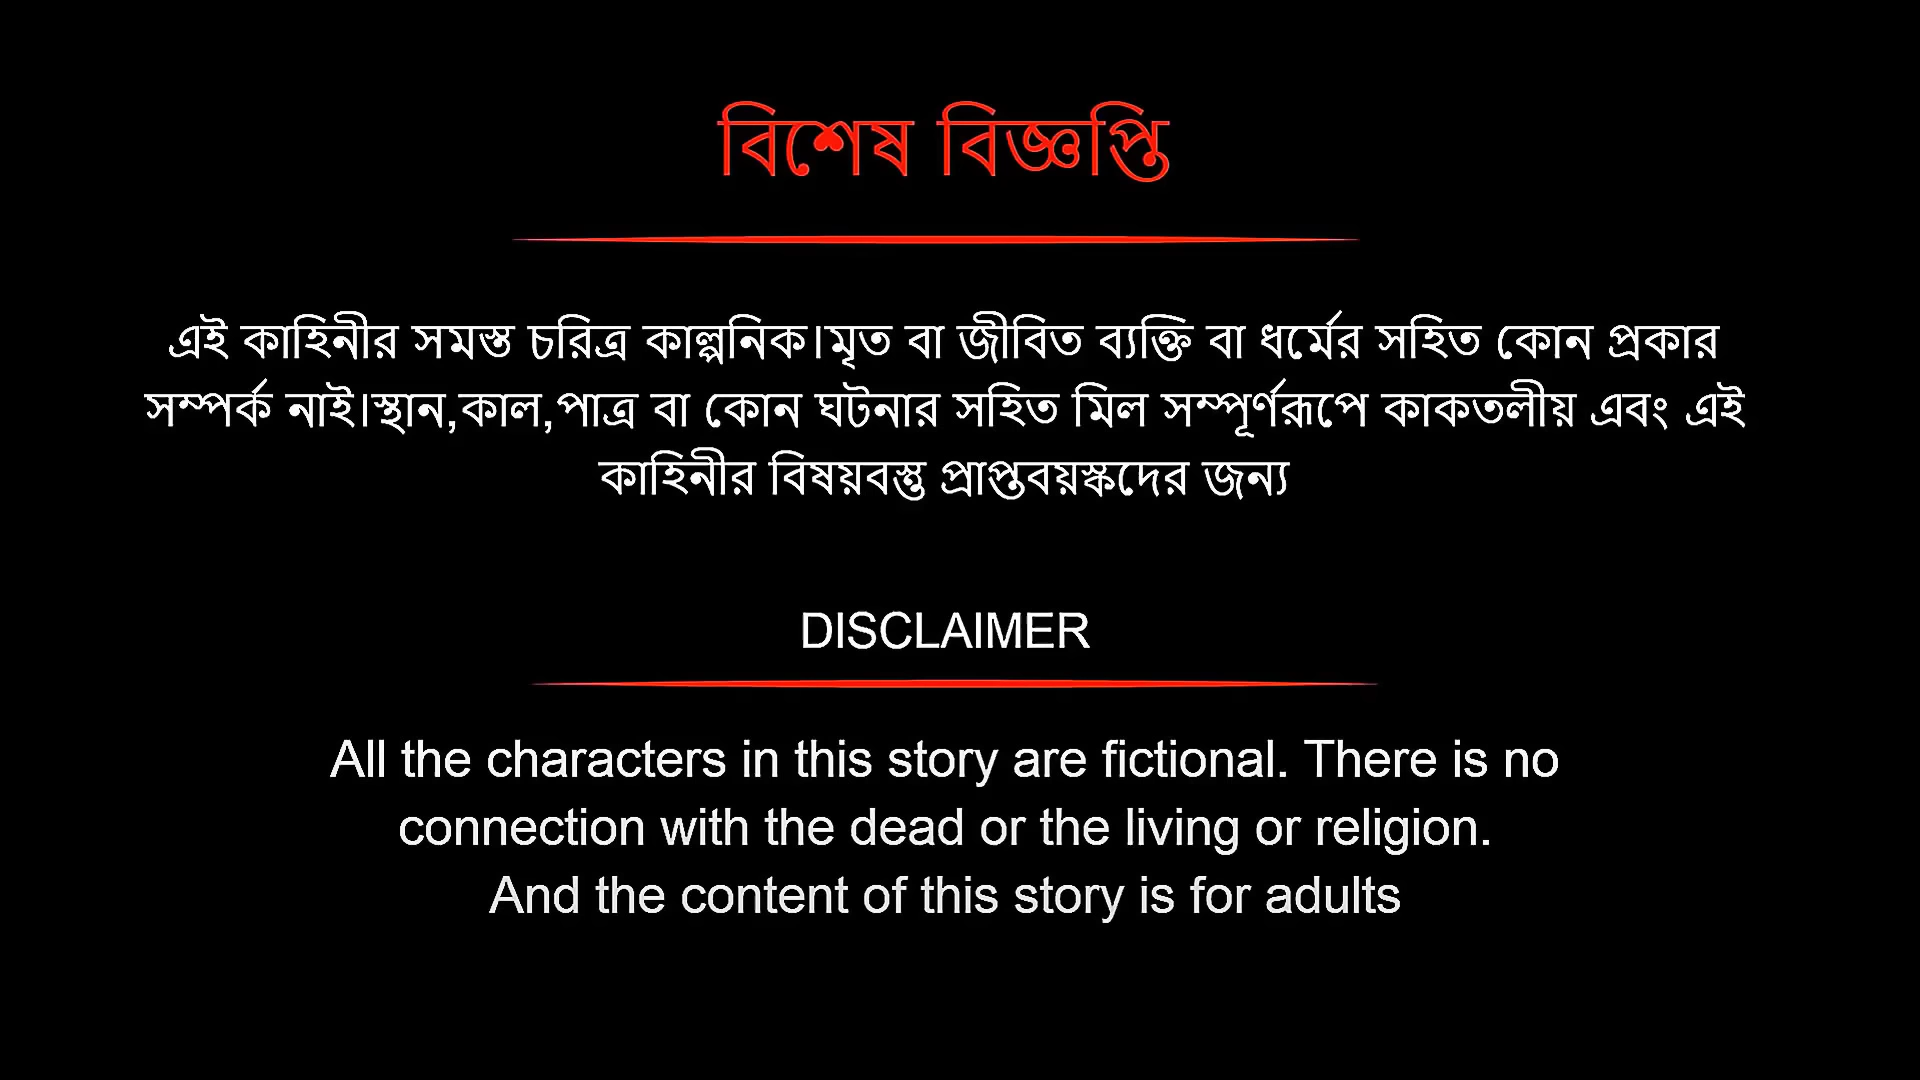 বিশেষ বিজ্ঞপ্তি
এই কাহিনীর সমস্ত চরিত্র কাল্পনিক।মৃত বা জীবিত ব্যক্তি বা ধর্মের সহিত কোন প্রকার
সম্পর্ক নাই।স্থান,কাল,পাত্র বা কোন ঘটনার সহিত মিল সম্পূর্ণরূপে কাকতলীয় এবং এই
কাহিনীর বিষয়বস্তু প্রাপ্তবয়স্কদের জন্য
DISCLAIMER
All the characters in this story are fictional. There is no
connection with the dead or the living or religion.
And the content of this story is for adults